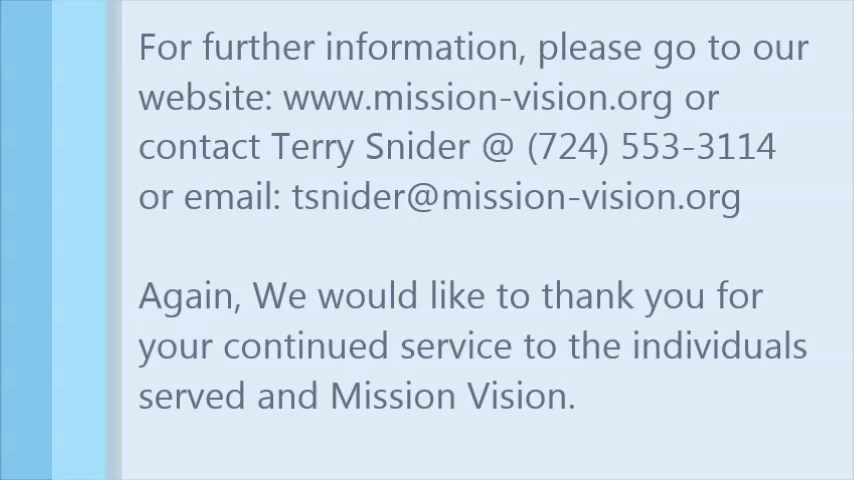 For further information, please go to our
website: www.mission-vision.org or
contact Terry Snider @ (724) 553-3114
or email: tsnider@mission-vision.org
Again, We would like to thank you for
your continued service to the individuals
served and Mission Vision.